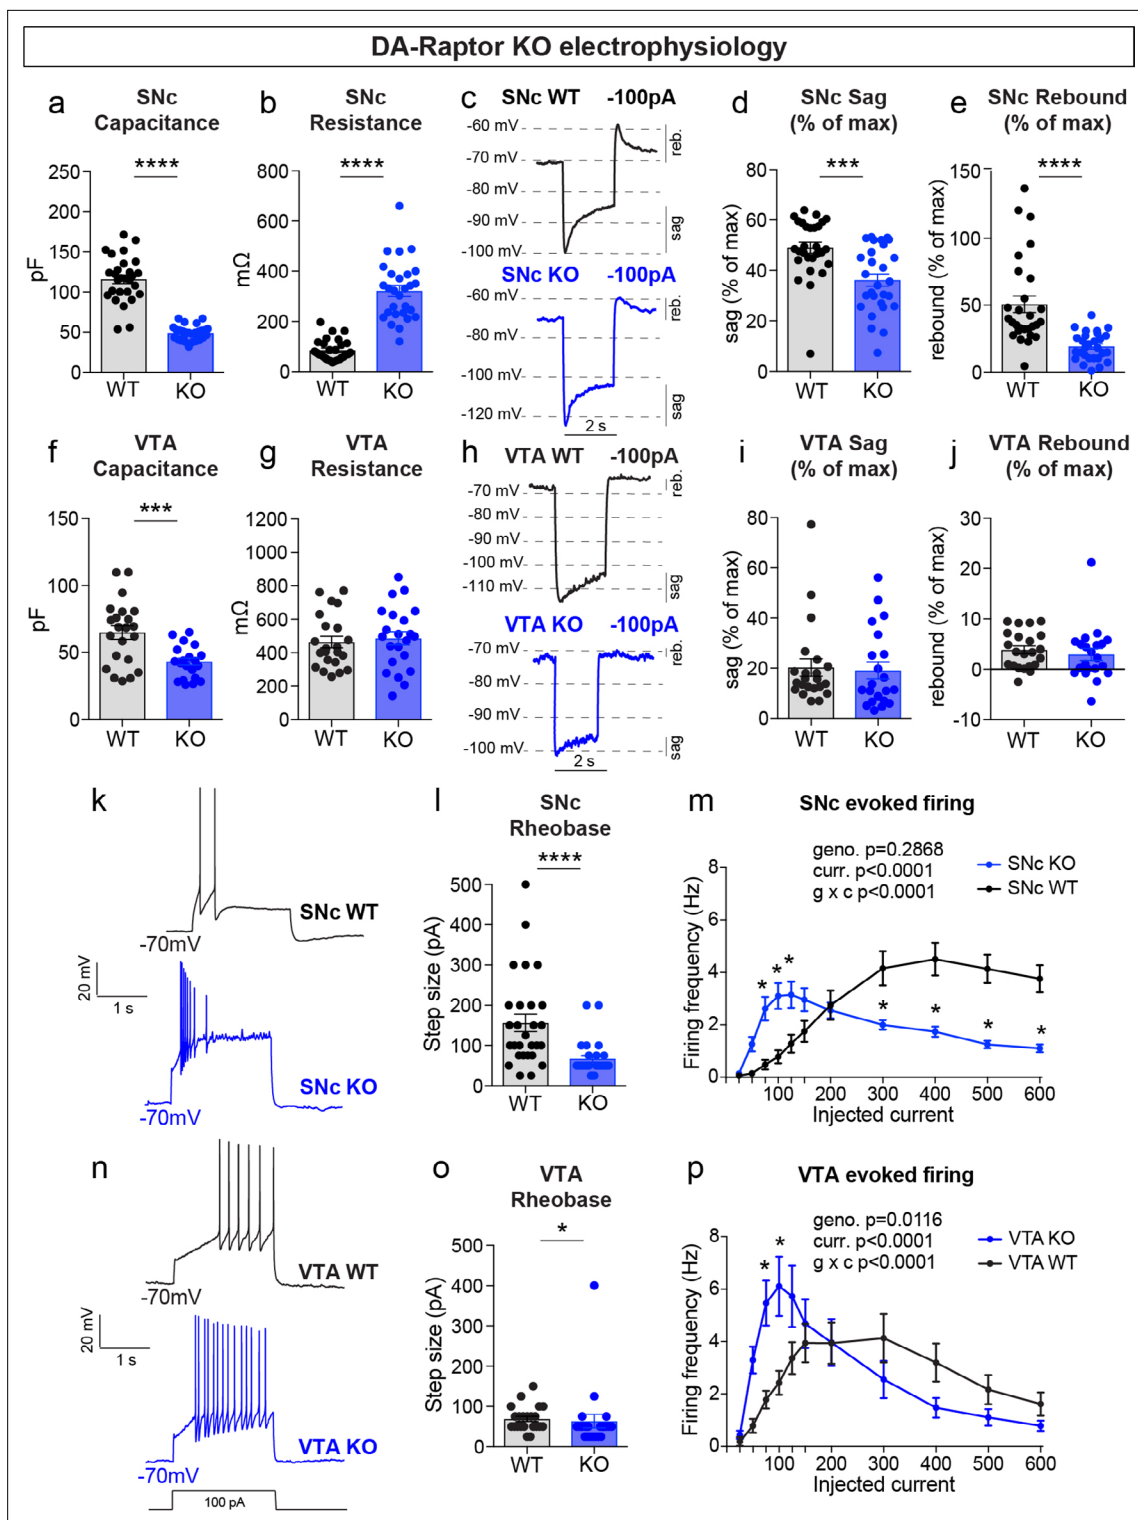 DA-Raptor KO electrophysiology
a
SNc
Capacitance
****
pF
250
200
150
100
50
0
WT
KO
b
SNc
Resistance
****
mΩ
800
600
400
200
0
WT
KO
c
SNc WT
-100pA
-60 mV
-70 mV
-80 mV
-90 mV
-100 mV
reb.
sag
SNc KO
-100pA
-60 mV
-80 mV
-100 mV
-120 mV
reb.
sag
2 s
d
SNc Sag
(% of max)
***
sag (% of max)
80
60
40
20
0
WT
KO
e
SNc Rebound
(% of max)
****
rebound (% of max)
150
100
50
0
WT
KO
f
VTA
Capacitance
***
pF
150
100
50
0
WT
KO
g
VTA
Resistance
mΩ
1200
1000
800
600
400
200
0
WT
KO
h
VTA WT
-100pA
-70 mV
-80 mV
-90 mV
-100 mV
-110 mV
reb.
sag
VTA KO
-100pA
-70 mV
-80 mV
-90 mV
-100 mV
reb.
sag
2 s
i
VTA Sag
(% of max)
sag (% of max)
80
60
40
20
0
WT
KO
j
VTA Rebound
(% of max)
rebound (% of max)
30
20
10
0
-10
WT
KO
k
SNc WT
-70mV
20 mV
1 s
SNc KO
-70mV
l
SNc
Rheobase
****
Step size (pA)
500
400
300
200
100
0
WT
KO
m
SNc evoked firing
geno. p=0.2868
curr. p<0.0001
g x c p<0.0001
SNc KO
SNc WT
Firing frequency (Hz)
8
6
4
2
0
* * *
* * * *
100 200 300 400 500 600
Injected current
n
VTA WT
-70mV
20 mV
1 s
VTA KO
-70mV
100 pA
o
VTA
Rheobase
*
Step size (pA)
500
400
300
200
100
0
WT
KO
p
VTA evoked firing
geno. p=0.0116
curr. p<0.0001
g x c p<0.0001
VTA KO
VTA WT
Firing frequency (Hz)
8
6
4
2
0
* *
100 200 300 400 500 600
Injected current